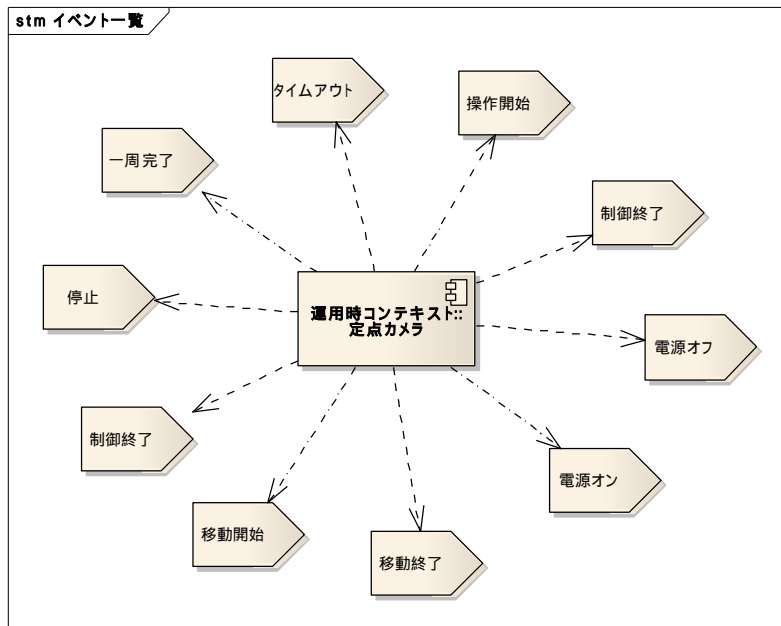 stm イベント一覧
タイムアウト
操作開始
一周完了
制御終了
停止
運用時コンテキスト::
定点カメラ
電源オフ
制御終了
電源オン
移動開始
移動終了